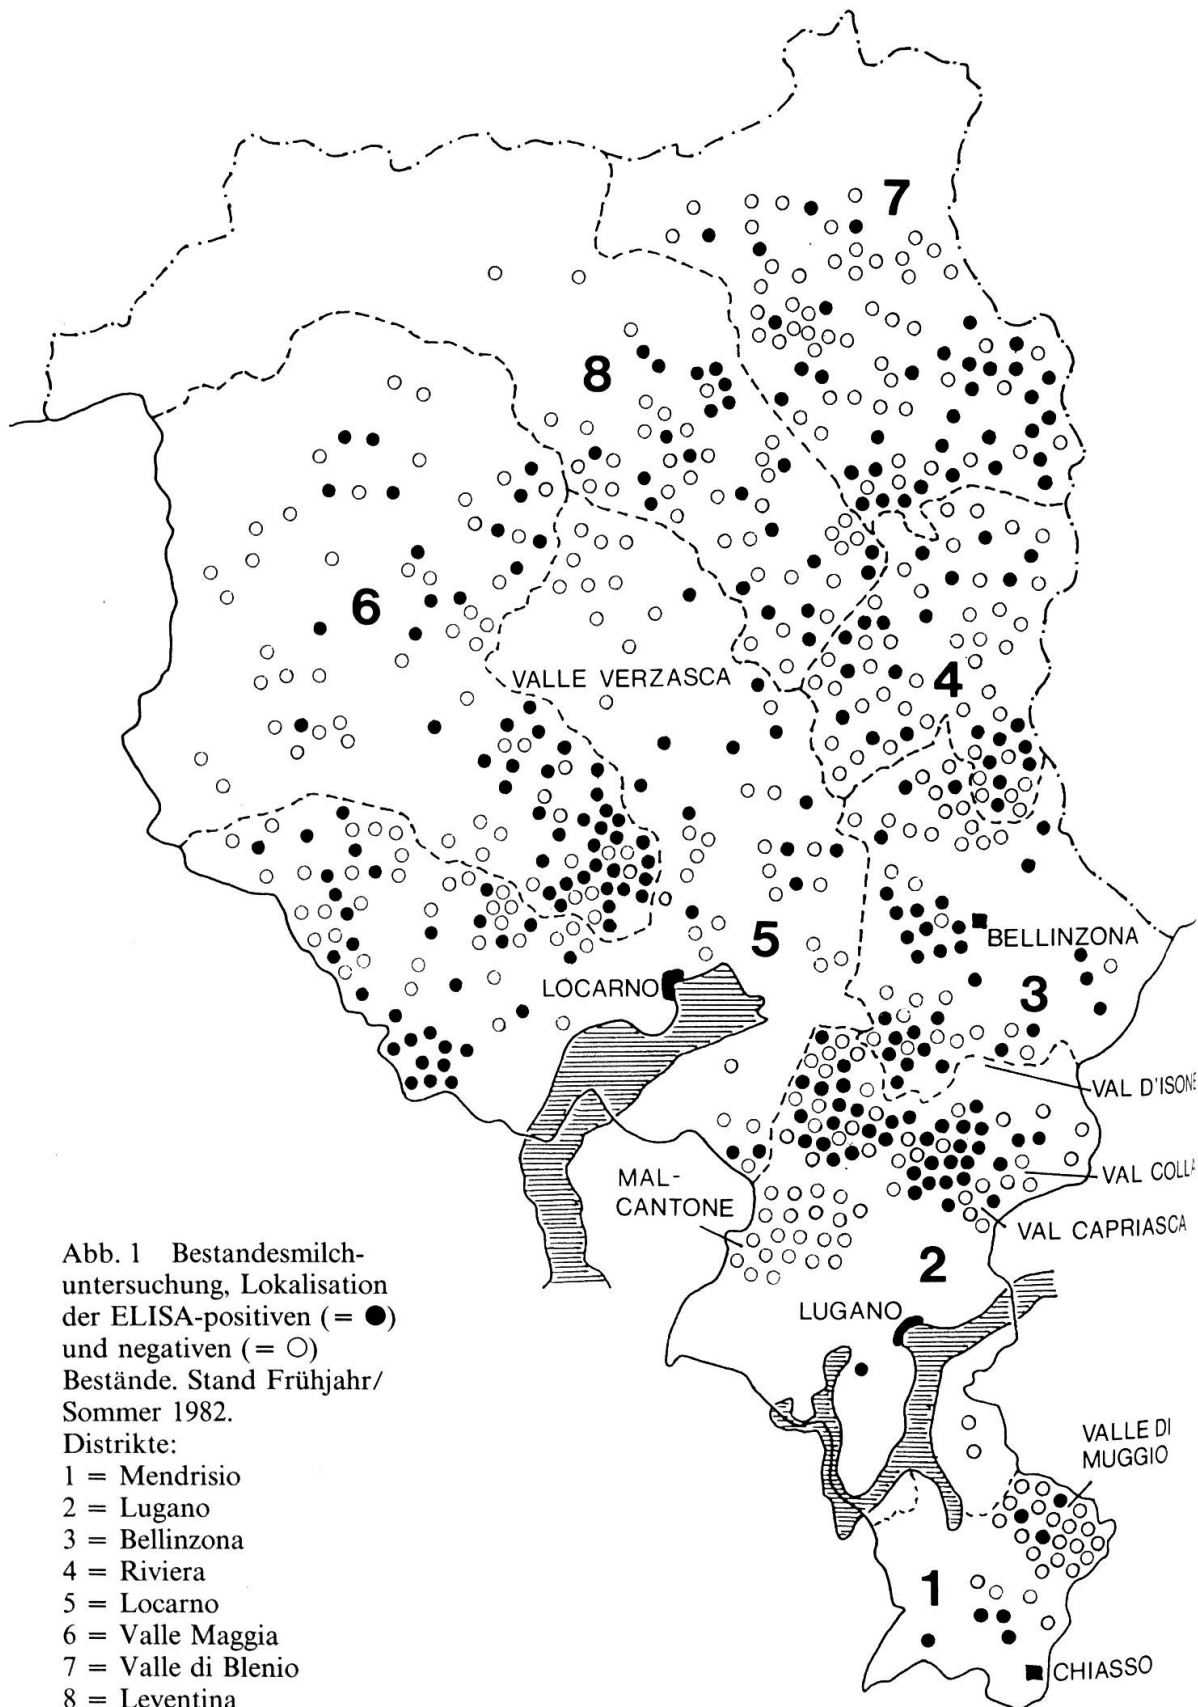 7
8
6
VALLE VERZASCA
4
5
BELLINZONA
LOCARNO
3
VAL D'ISONE
MAL-
CANTONE
VAL COLLA
VAL CAPRIASCA
2
LUGANO
VALLE DI
MUGGIO
1
CHIASSO
Abb. 1 Bestandesmilch-
untersuchung, Lokalisation
der ELISA-positiven (= ●)
und negativen (= ○)
Bestände. Stand Frühjahr/
Sommer 1982.
Distrikte:
1 = Mendrisio
2 = Lugano
3 = Bellinzona
4 = Riviera
5 = Locarno
6 = Valle Maggia
7 = Valle di Blenio
8 = Leventina